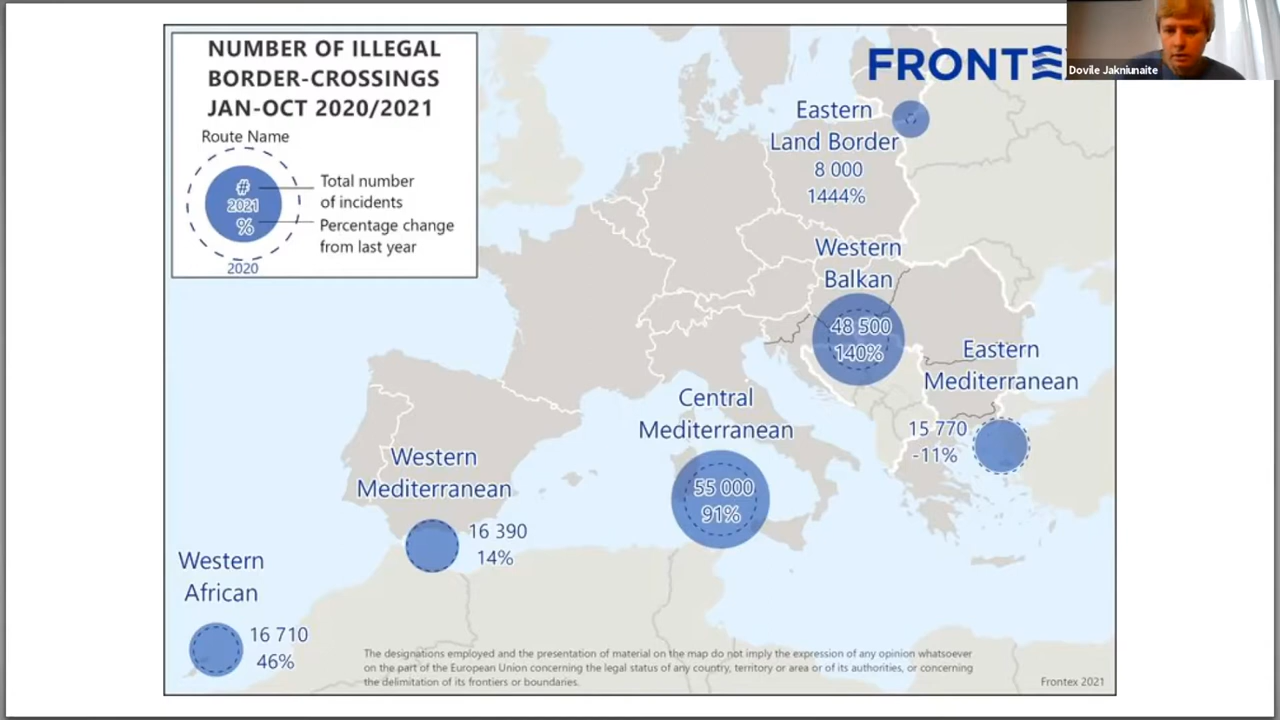 NUMBER OF ILLEGAL
BORDER-CROSSINGS
JAN-OCT 2020/2021
Route Name
#
2021
%
2020
Total number
of incidents
Percentage change
from last year
FRONTE
Dovile Jakniunaite
Eastern
Land Border
8 000
1444%
Western
Balkan
48 500
140%
Eastern
Mediterranean
15 770
-11%
Central
Mediterranean
55 000
91%
Western
Mediterranean
16 390
14%
Western
African
16 710
46%
The designations employed and the presentation of material on the map do not imply the expression of any opinion whatsoever
on the part of the European Union concerning the legal status of any country, territory or area or of its authorities, or concerning
the delimitation of its frontiers or boundaries.
Frontex 2021